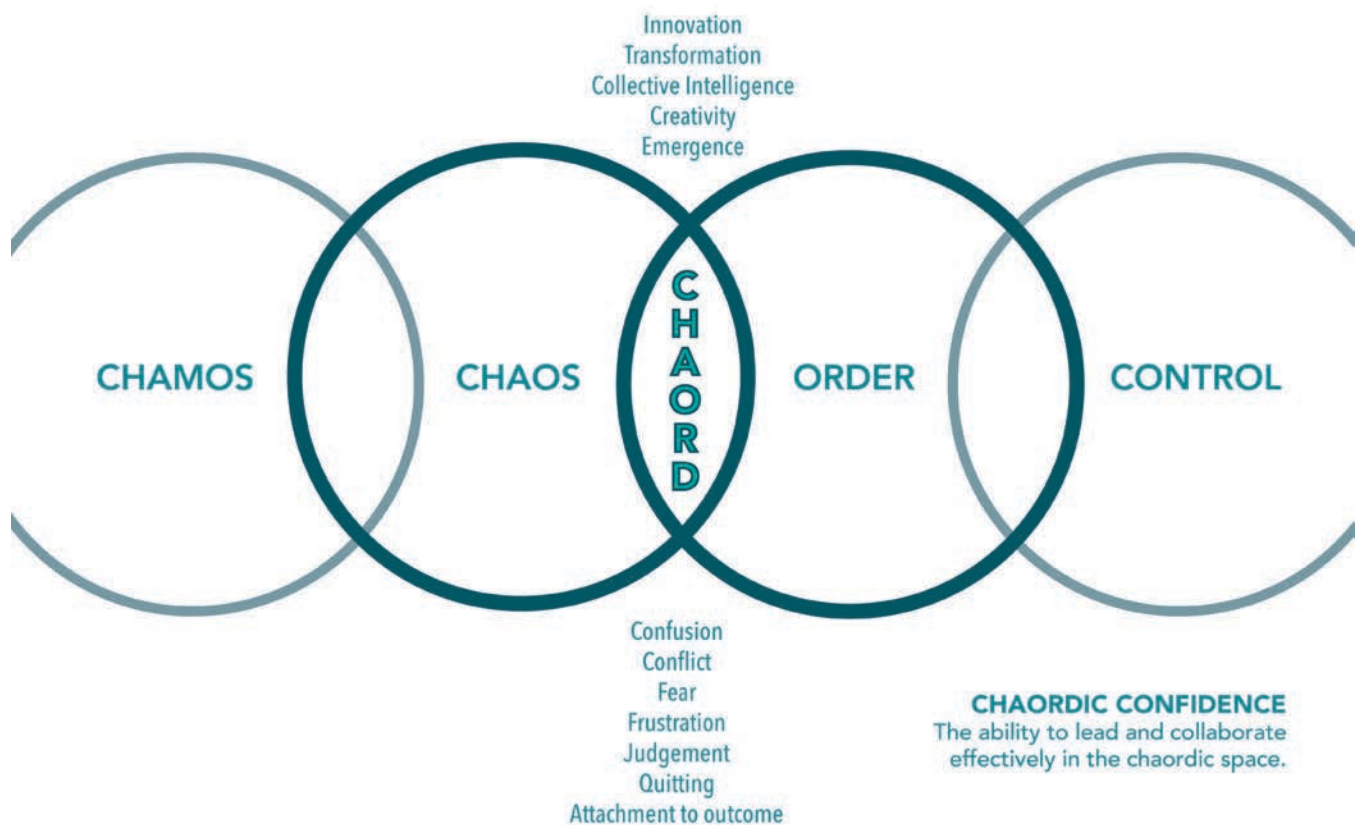 Innovation
Transformation
Collective Intelligence
Creativity
Emergence
CHAMOS
CHAOS
CHAORD
ORDER
CONTROL
Confusion
Conflict
Fear
Frustration
Judgement
Quitting
Attachment to outcome
CHAORDIC CONFIDENCE
The ability to lead and collaborate
effectively in the chaordic space.